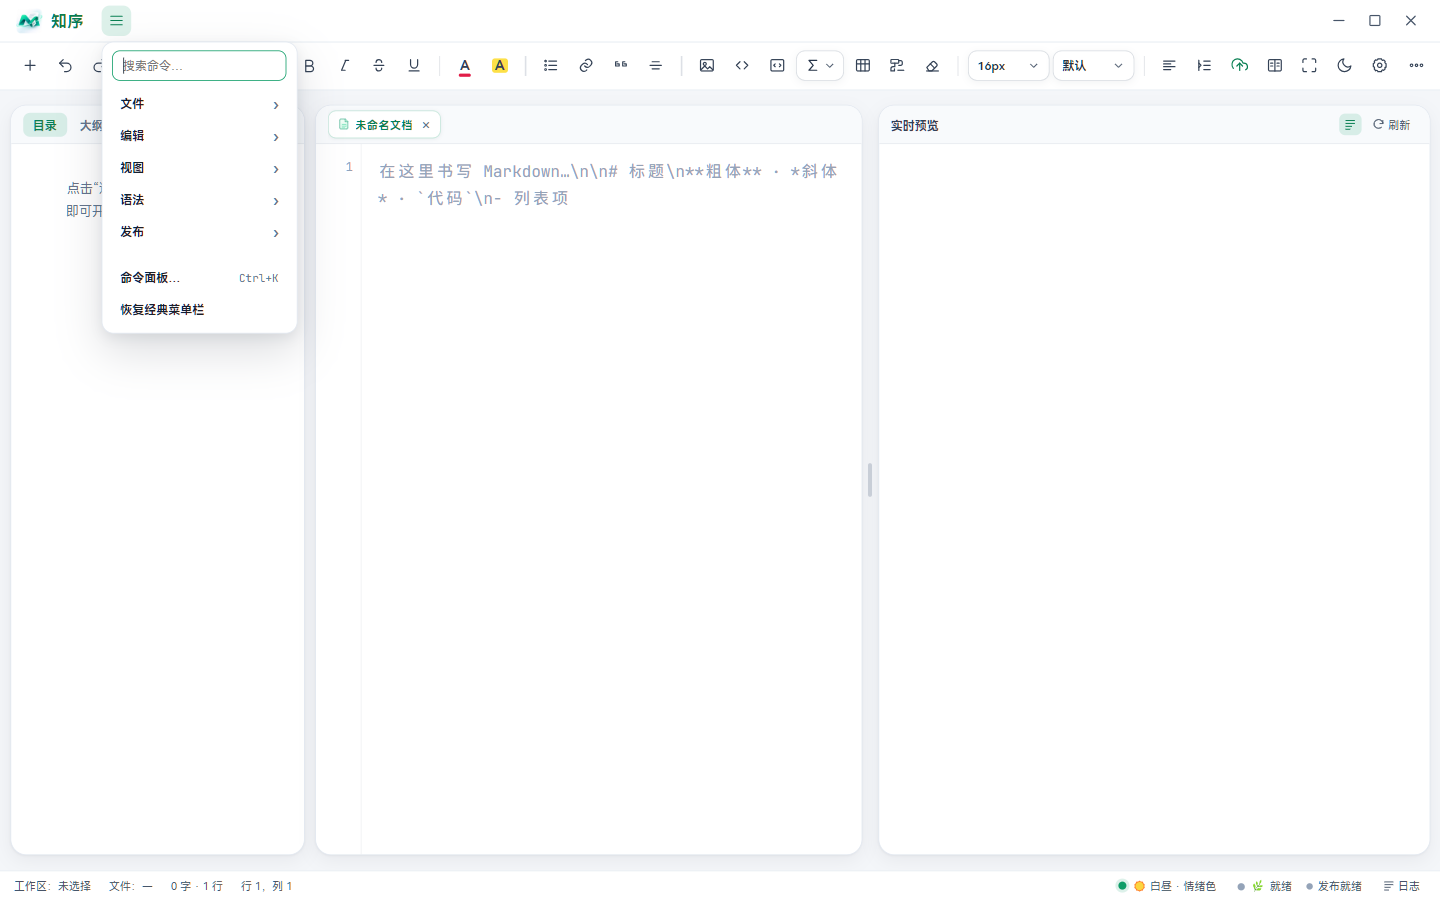 知序
搜索命令...
文件
编辑
视图
语法
发布
命令面板... Ctrl+K
恢复经典菜单栏
B
A
A
Σ
16px
默认
目录
大纲
点击“
即可开
未命名文档
1
在这里书写 Markdown…\n\n# 标题\n**粗体** · *斜体
* · `代码`\n- 列表项
实时预览
刷新
工作区: 未选择
文件: —
0 字 · 1 行
行 1, 列 1
白昼 · 情绪色
就绪
发布就绪
日志